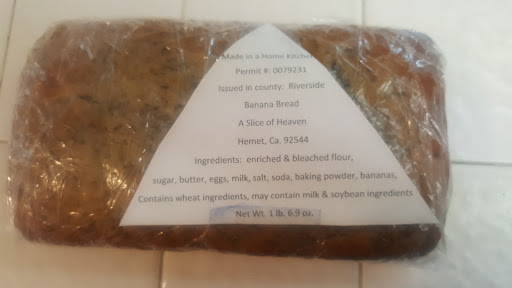 Made in a Home Kitchen
Permit #: 0079231
Issued in county: Riverside
Banana Bread
A Slice of Heaven
Hemet, Ca. 92544
Ingredients: enriched & bleached flour,
sugar, butter, eggs, milk, salt, soda, baking powder, bananas,
Contains wheat ingredients, may contain milk & soybean ingredients
Net Wt. 1 lb. 6.9 oz.